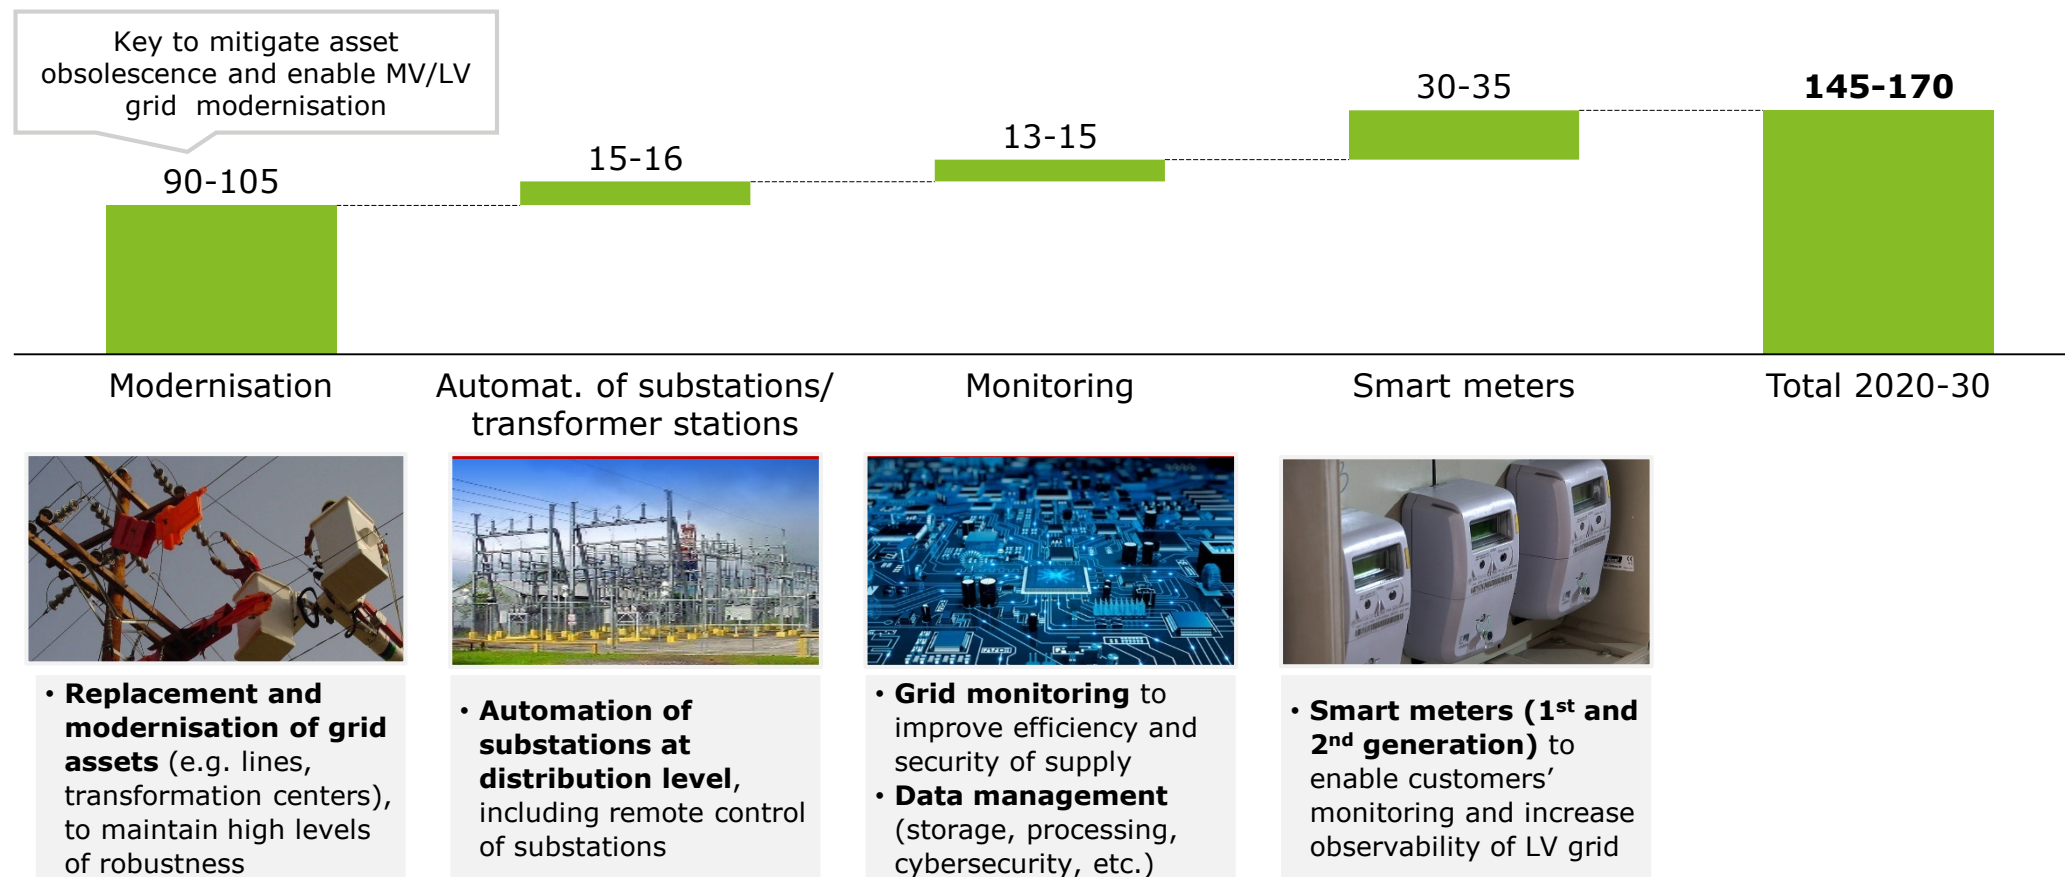 Key to mitigate asset
obsolescence and enable MV/LV
grid modernisation
90-105
15-16
13-15
30-35
145-170
Modernisation
Automat. of substations/
transformer stations
Monitoring
Smart meters
Total 2020-30
• Replacement and
modernisation of grid
assets (e.g. lines,
transformation centers),
to maintain high levels
of robustness
• Automation of
substations at
distribution level,
including remote control
of substations
• Grid monitoring to
improve efficiency and
security of supply
• Data management
(storage, processing,
cybersecurity, etc.)
• Smart meters (1st and
2nd generation) to
enable customers’
monitoring and increase
observability of LV grid